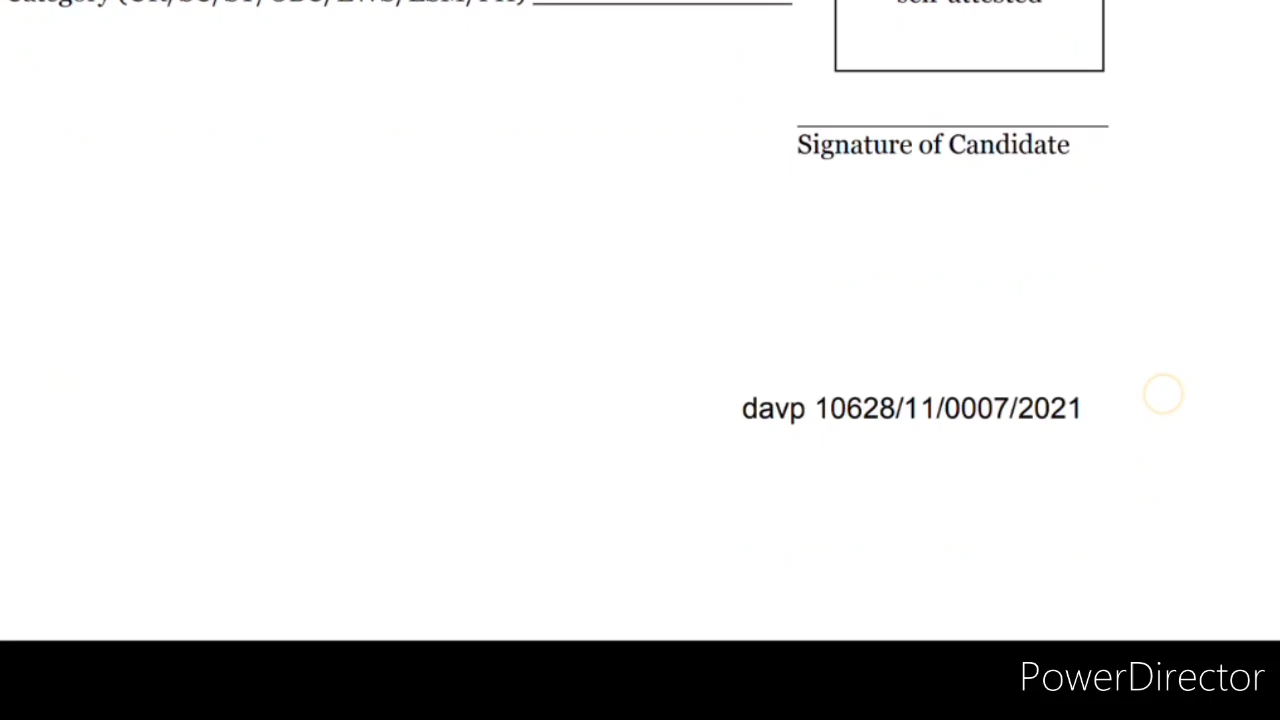 Category (UR/SC/ST/OBC/EWS/ESM/PH)
self-attested
Signature of Candidate
davp 10628/11/0007/2021
PowerDirector